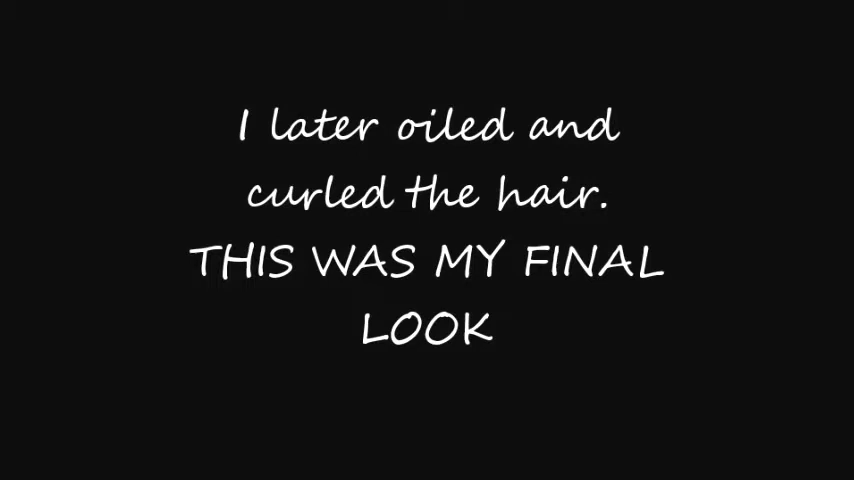 I later oiled and
curled the hair.
THIS WAS MY FINAL
LOOK